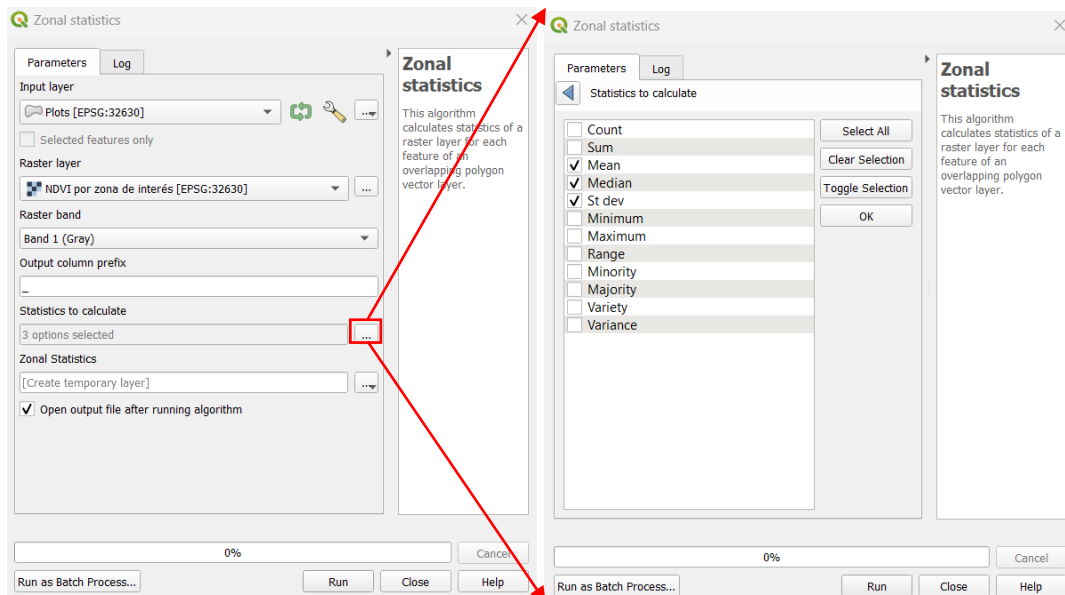 Zonal statistics
Parameters
Log
Input layer
Plots [EPSG:32630]
...
Selected features only
Raster layer
NDVI por zona de interés [EPSG:32630]
...
Raster band
Band 1 (Gray)
Output column prefix
_
Statistics to calculate
3 options selected
...
Zonal Statistics
[Create temporary layer]
...
Open output file after running algorithm
Zonal
statistics
This algorithm
calculates statistics of a
raster layer for each
feature of an
overlapping polygon
vector layer.
0%
Cancel
Run as Batch Process...
Run
Close
Help
Zonal statistics
Parameters
Log
Statistics to calculate
Count
Sum
Mean
Median
St dev
Minimum
Maximum
Range
Minority
Majority
Variety
Variance
Select All
Clear Selection
Toggle Selection
OK
Zonal
statistics
This algorithm
calculates statistics of a
raster layer for each
feature of an
overlapping polygon
vector layer.
0%
Cancel
Run as Batch Process...
Run
Close
Help